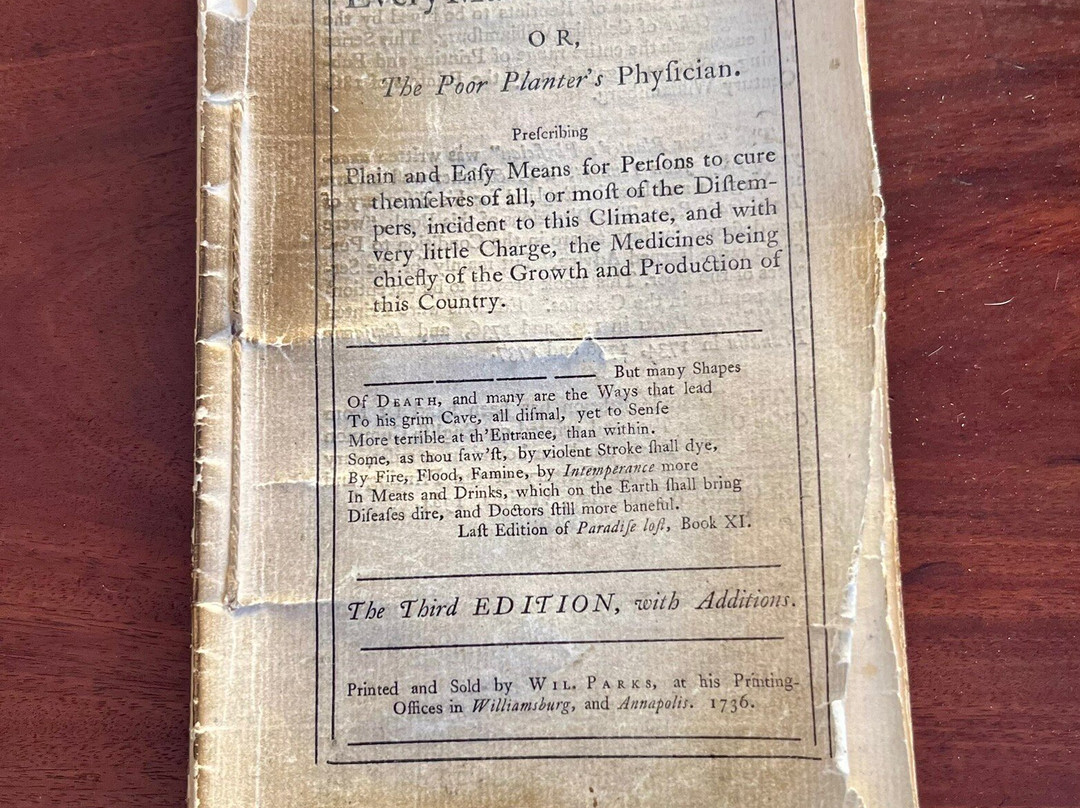 Every
OR,
The Poor Planter's Phyſician.
Preſcribing
Plain and Eaſy Means for Perſons to cure
themſelves of all, or moſt of the Diſtem-
pers, incident to this Climate, and with
very little Charge, the Medicines being
chiefly of the Growth and Production of
this Country.
But many Shapes
Of DEATH, and many are the Ways that lead
To his grim Cave, all diſmal, yet to Senſe
More terrible at th'Entrance, than within.
Some, as thou ſaw'ſt, by violent Stroke ſhall dye,
By Fire, Flood, Famine, by Intemperance more
In Meats and Drinks, which on the Earth ſhall bring
Diſeaſes dire, and Doctors ſtill more baneful.
Laſt Edition of Paradiſe loſt, Book XI.
The Third EDITION, with Additions.
Printed and Sold by WIL. PARKS, at his Printing-
Offices in Williamsburg, and Annapolis. 1736.